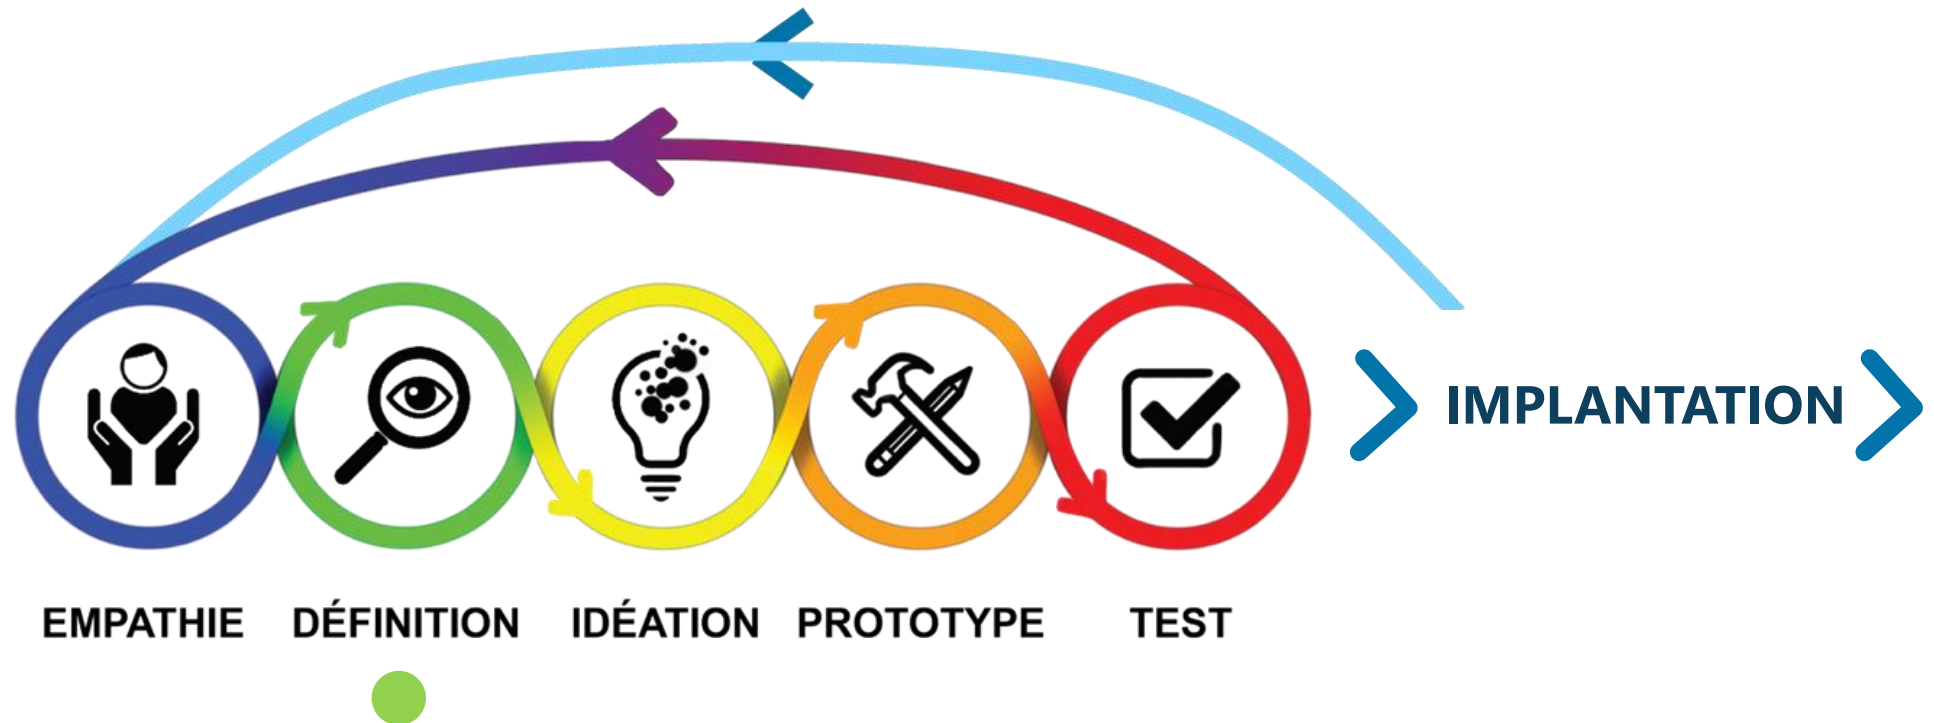 IMPLANTATION
EMPATHIE DÉFINITION IDÉATION PROTOTYPE TEST